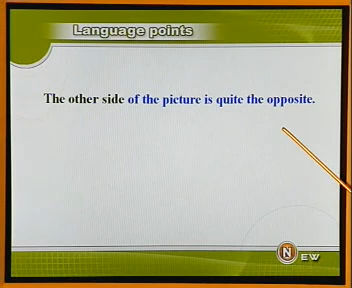 Language points
The other side of the picture is quite the opposite.
N EW